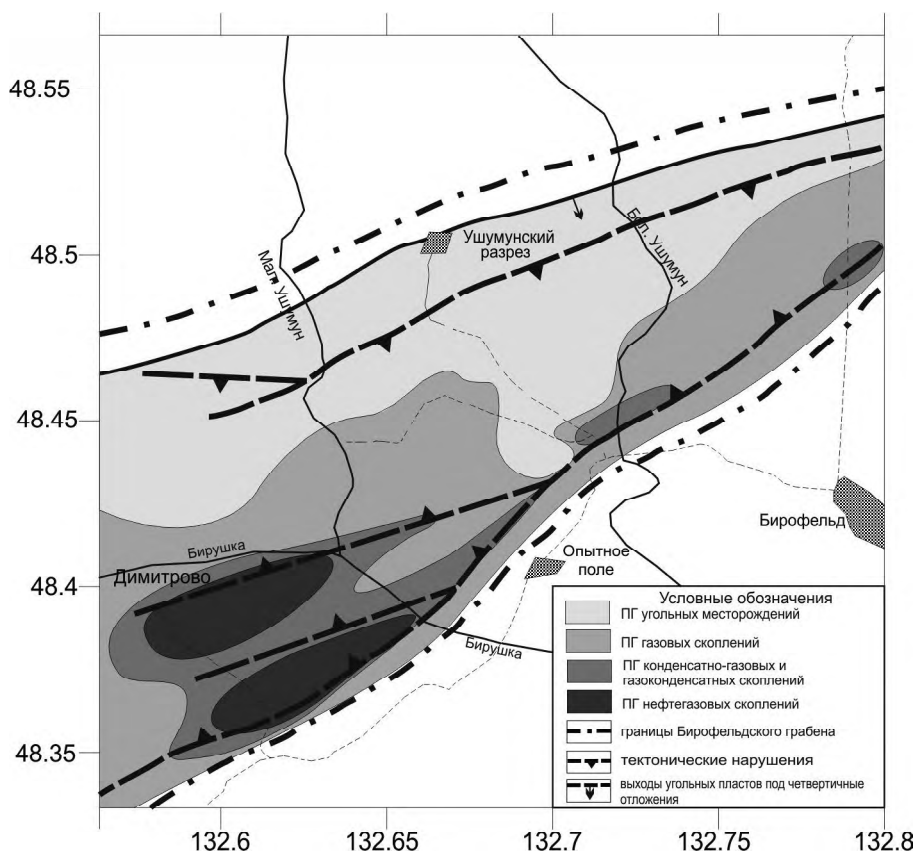 48.55
48.5
48.45
48.4
48.35
132.6
132.65
132.7
132.75
132.8
Мал. Ушумун
Бол. Ушумун
Ушумунский
разрез
Бирушка
Димитрово
Бирушка
Опытное
поле
Бирофельд
Условные обозначения
ПГ угольных месторождений
ПГ газовых скоплений
ПГ конденсатно-газовых и
газоконденсатных скоплений
ПГ нефтегазовых скоплений
границы Бирофельдского грабена
тектонические нарушения
выходы угольных пластов под четвертичные
отложения